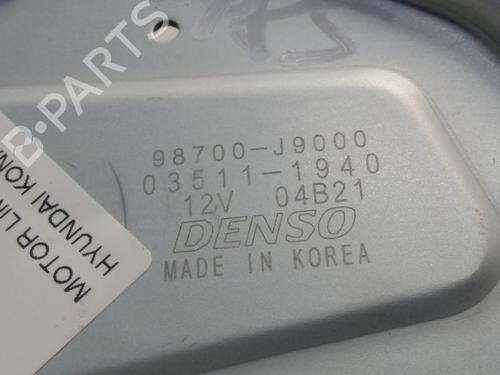 B-PARTS
98700-J9000
03511-1940
12V 04B21
DENSO
MADE IN KOREA
MOTOR LIM
HYUNDAI KON